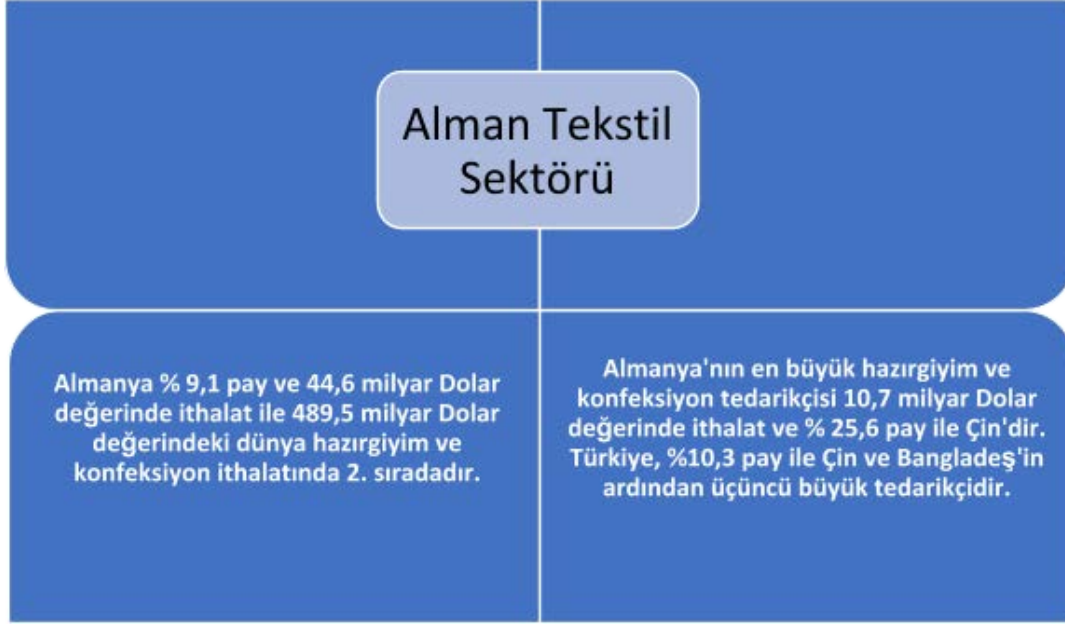 Alman Tekstil
Sektörü
Almanya % 9,1 pay ve 44,6 milyar Dolar
değerinde ithalat ile 489,5 milyar Dolar
değerindeki dünya hazırgiyim ve
konfeksiyon ithalatında 2. sıradadır.
Almanya'nın en büyük hazırgiyim ve
konfeksiyon tedarikçisi 10,7 milyar Dolar
değerinde ithalat ve % 25,6 pay ile Çin'dir.
Türkiye, %10,3 pay ile Çin ve Bangladeş'in
ardından üçüncü büyük tedarikçidir.